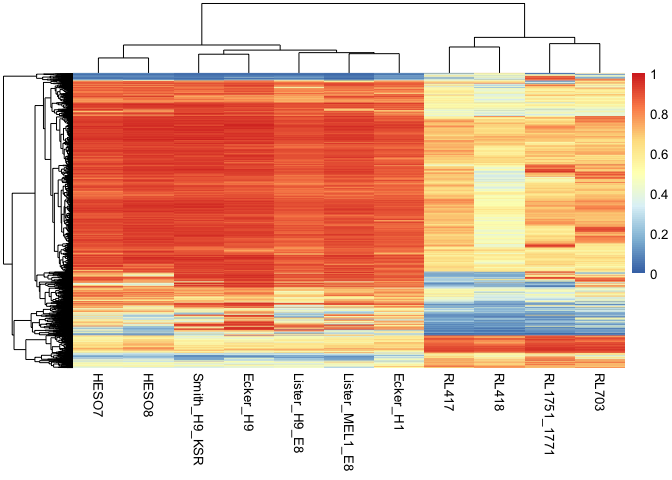 1
0.8
0.6
0.4
0.2
0
HESO7
HESO8
Smith_H9_KSR
Ecker_H9
Lister_H9_E8
Lister_MEL1_E8
Ecker_H1
RL417
RL418
RL1751_1771
RL703